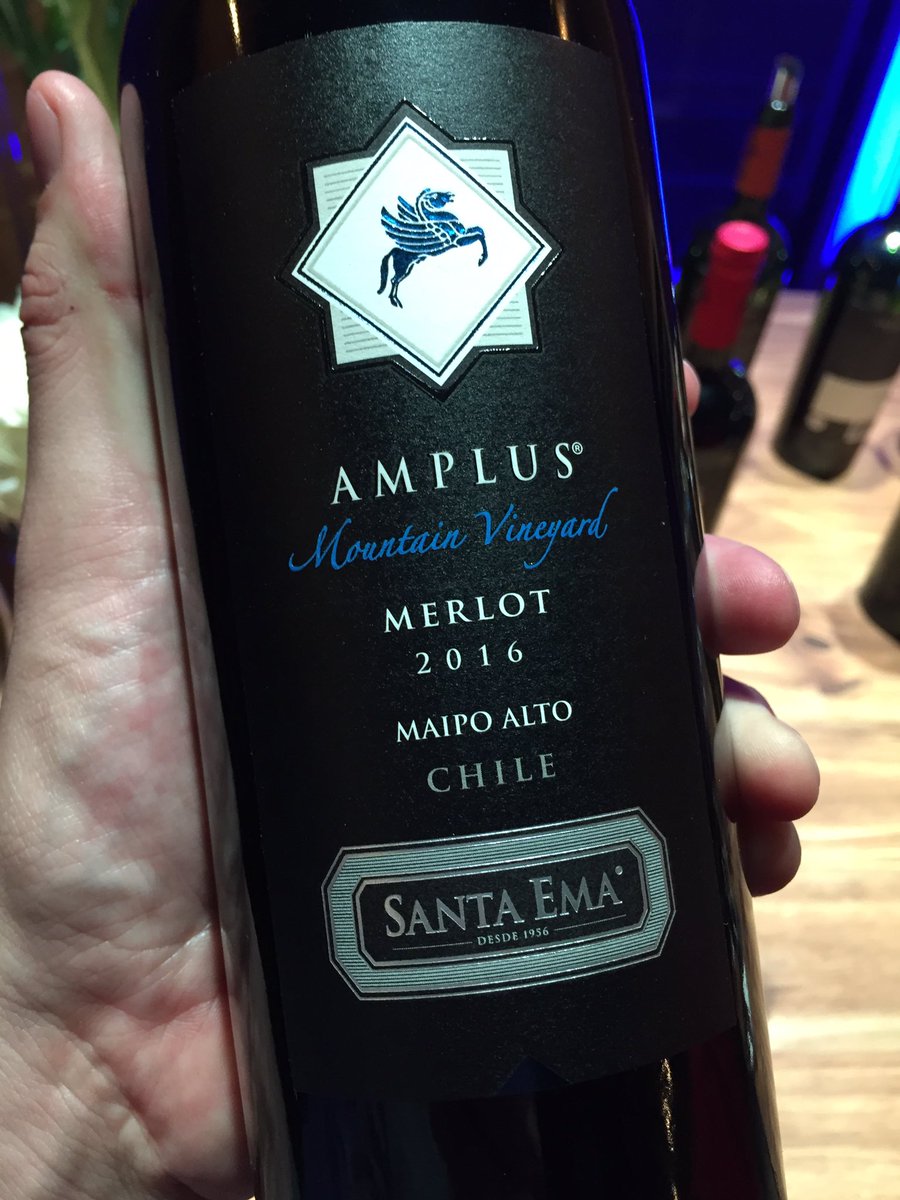 AMPLUS®
Mountain Vineyard
MERLOT
2016
MAIPO ALTO
CHILE
SANTA EMA®
DESDE 1956